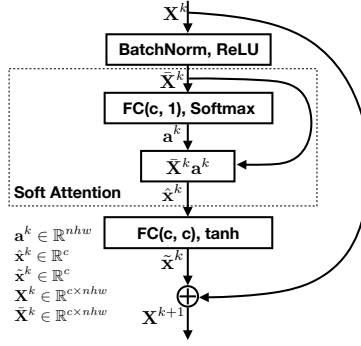 X^k
BatchNorm, ReLU
X̄^k
FC(c, 1), Softmax
a^k
X̄^k a^k
x̂^k
Soft Attention
FC(c, c), tanh
x̃^k
X^{k+1}
a^k ∈ ℝ^{nhw}
x̂^k ∈ ℝ^c
x̃^k ∈ ℝ^c
X^k ∈ ℝ^{c×nhw}
X̄^k ∈ ℝ^{c×nhw}